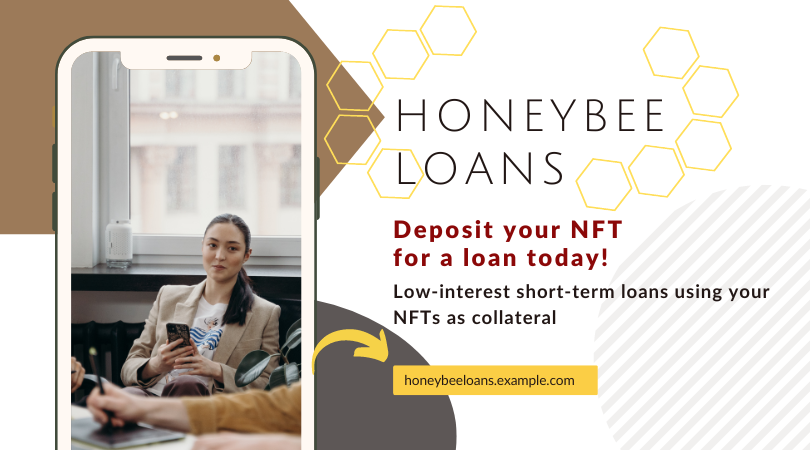 HONEYBEE
LOANS
Deposit your NFT
for a loan today!
Low-interest short-term loans using your
NFTs as collateral
honeybeeloans.example.com